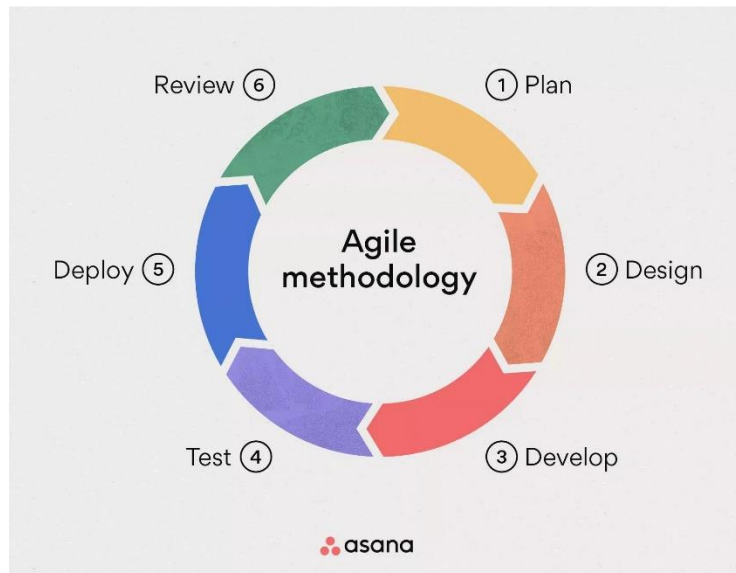 Review 6
1 Plan
Agile
methodology
Deploy 5
2 Design
Test 4
3 Develop
asana